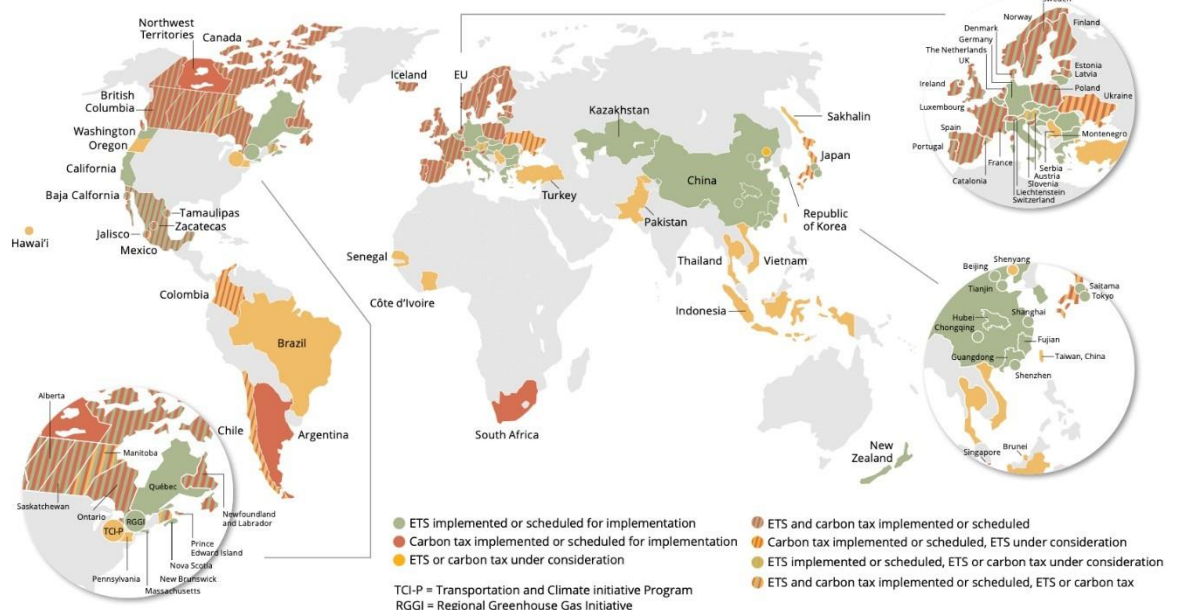 Northwest
Territories
Canada
British
Columbia
Washington
Oregon
California
Baja Calfornia
Tamaulipas
Zacatecas
Jalisco
Mexico
Hawai'i
Colombia
Brazil
Chile
Argentina
Iceland
EU
Kazakhstan
China
Turkey
Pakistan
Sakhalin
Japan
Republic
of Korea
Thailand
Vietnam
Indonesia
Senegal
Côte d'Ivoire
South Africa
New
Zealand
Norway
Finland
Denmark
Germany
The Netherlands
UK
Ireland
Luxembourg
Spain
Portugal
Catalonia
France
Estonia
Latvia
Poland
Ukraine
Montenegro
Serbia
Austria
Slovenia
Liechtenstein
Switzerland
Shenyang
Beijing
Tianjin
Saitama
Tokyo
Hubei
Shanghai
Chongqing
Fujian
Guangdong
Taiwan, China
Shenzhen
Singapore
Brunei
Alberta
Manitoba
Québec
Saskatchewan
Ontario
RGGI
TCI-P
Newfoundland
and Labrador
Prince
Edward Island
Nova Scotia
New Brunswick
Pennsylvania
Massachusetts
ETS implemented or scheduled for implementation
Carbon tax implemented or scheduled for implementation
ETS or carbon tax under consideration
TCI-P = Transportation and Climate initiative Program
RGGI = Regional Greenhouse Gas Initiative
ETS and carbon tax implemented or scheduled
Carbon tax implemented or scheduled, ETS under consideration
ETS implemented or scheduled, ETS or carbon tax under consideration
ETS and carbon tax implemented or scheduled, ETS or carbon tax